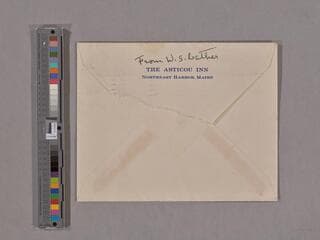 From W. S. Cather
THE ASTICOU INN
NORTHEAST HARBOR, MAINE